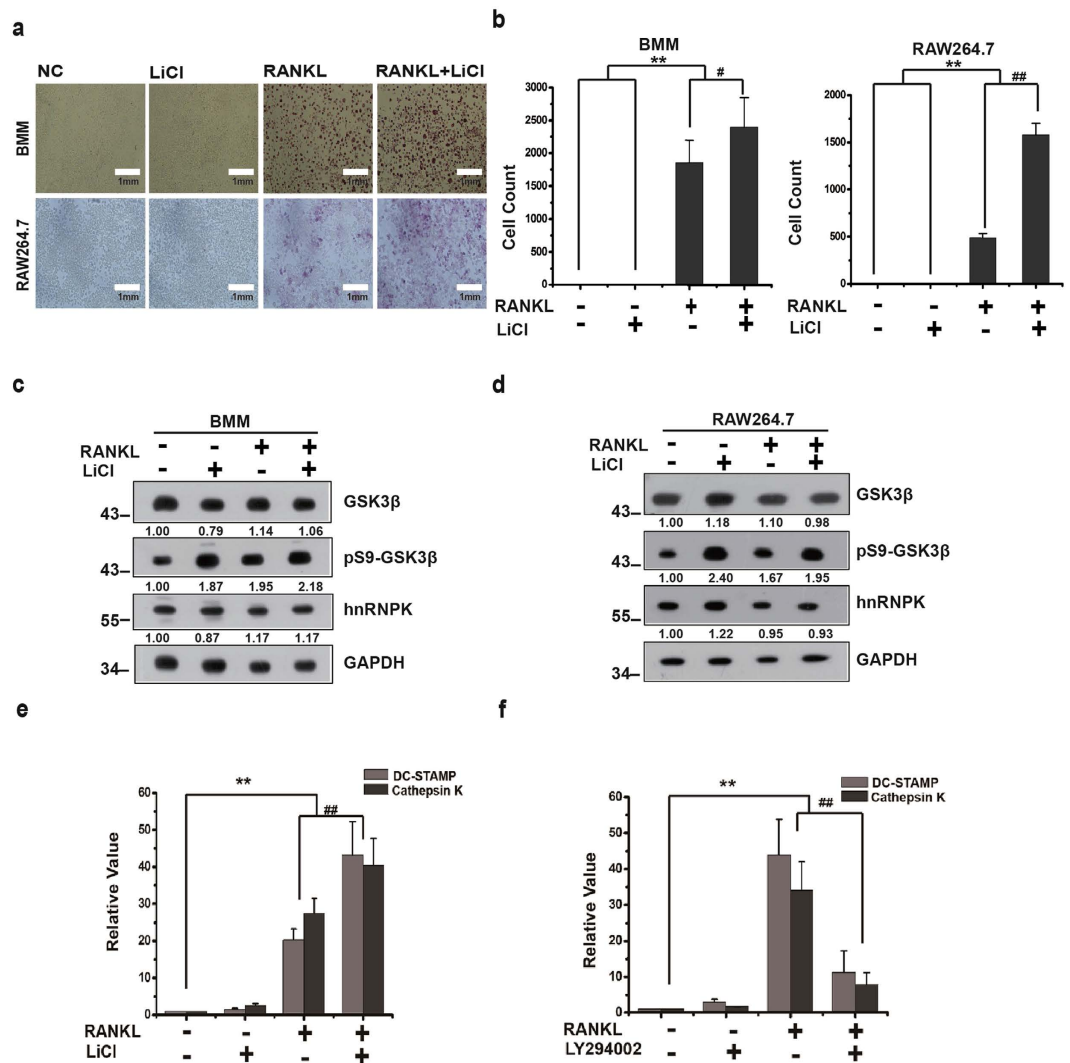 a
NC LiCl RANKL RANKL+LiCl
BMM
1mm 1mm 1mm 1mm
RAW264.7
1mm 1mm 1mm 1mm
b
BMM
** #
Cell Count
3000
2750
2500
2250
2000
1750
1500
1250
1000
750
500
250
0
RANKL - - + +
LiCl - + - +
RAW264.7
** ##
Cell Count
2000
1500
1000
500
0
RANKL - - + +
LiCl - + - +
c
BMM
RANKL - - + +
LiCl - + - +
43 GSK3β
1.00 0.79 1.14 1.06
43 pS9-GSK3β
1.00 1.87 1.95 2.18
55 hnRNPK
1.00 0.87 1.17 1.17
34 GAPDH
d
RAW264.7
RANKL - - + +
LiCl - + - +
43 GSK3β
1.00 1.18 1.10 0.98
43 pS9-GSK3β
1.00 2.40 1.67 1.95
55 hnRNPK
1.00 1.22 0.95 0.93
34 GAPDH
e
DC-STAMP
Cathepsin K
** ##
Relative Value
60
50
40
30
20
10
0
RANKL - - + +
LiCl - + - +
f
DC-STAMP
Cathepsin K
** ##
Relative Value
60
50
40
30
20
10
0
RANKL - - + +
LY294002 - + - +